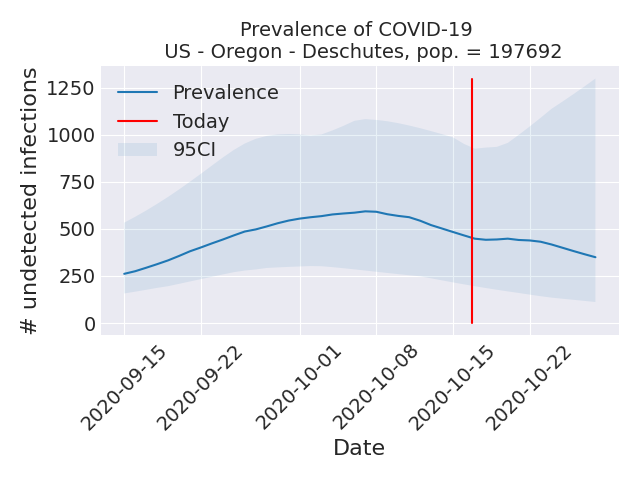 Prevalence of COVID-19
US - Oregon - Deschutes, pop. = 197692
# undetected infections
1250
1000
750
500
250
0
Prevalence
Today
95CI
2020-09-15
2020-09-22
2020-10-01
2020-10-08
2020-10-15
2020-10-22
Date